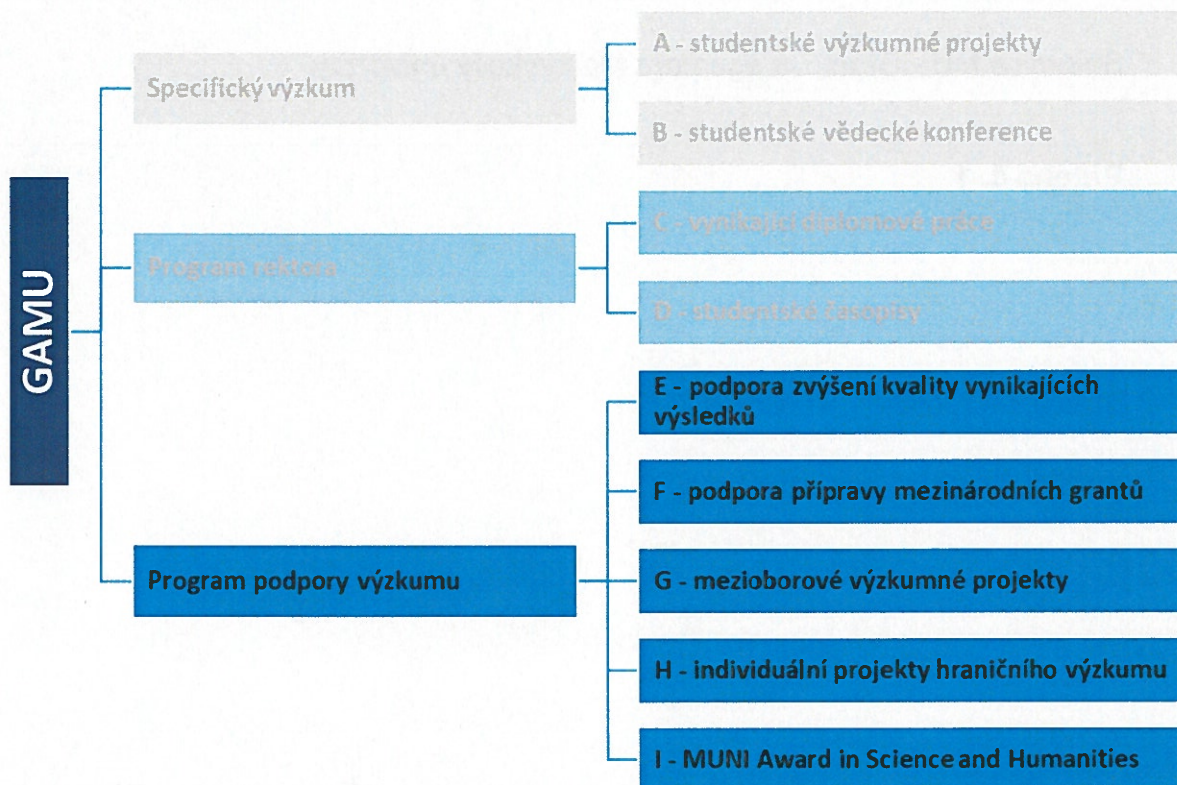 GAMU
Specifický výzkum
A - studentské výzkumné projekty
B - studentské vědecké konference
Program rektora
C - vynikající diplomové práce
D - studentské časopisy
Program podpory výzkumu
E - podpora zvýšení kvality vynikajících
výsledků
F - podpora přípravy mezinárodních grantů
G - mezioborové výzkumné projekty
H - individuální projekty hraničního výzkumu
I - MUNI Award in Science and Humanities